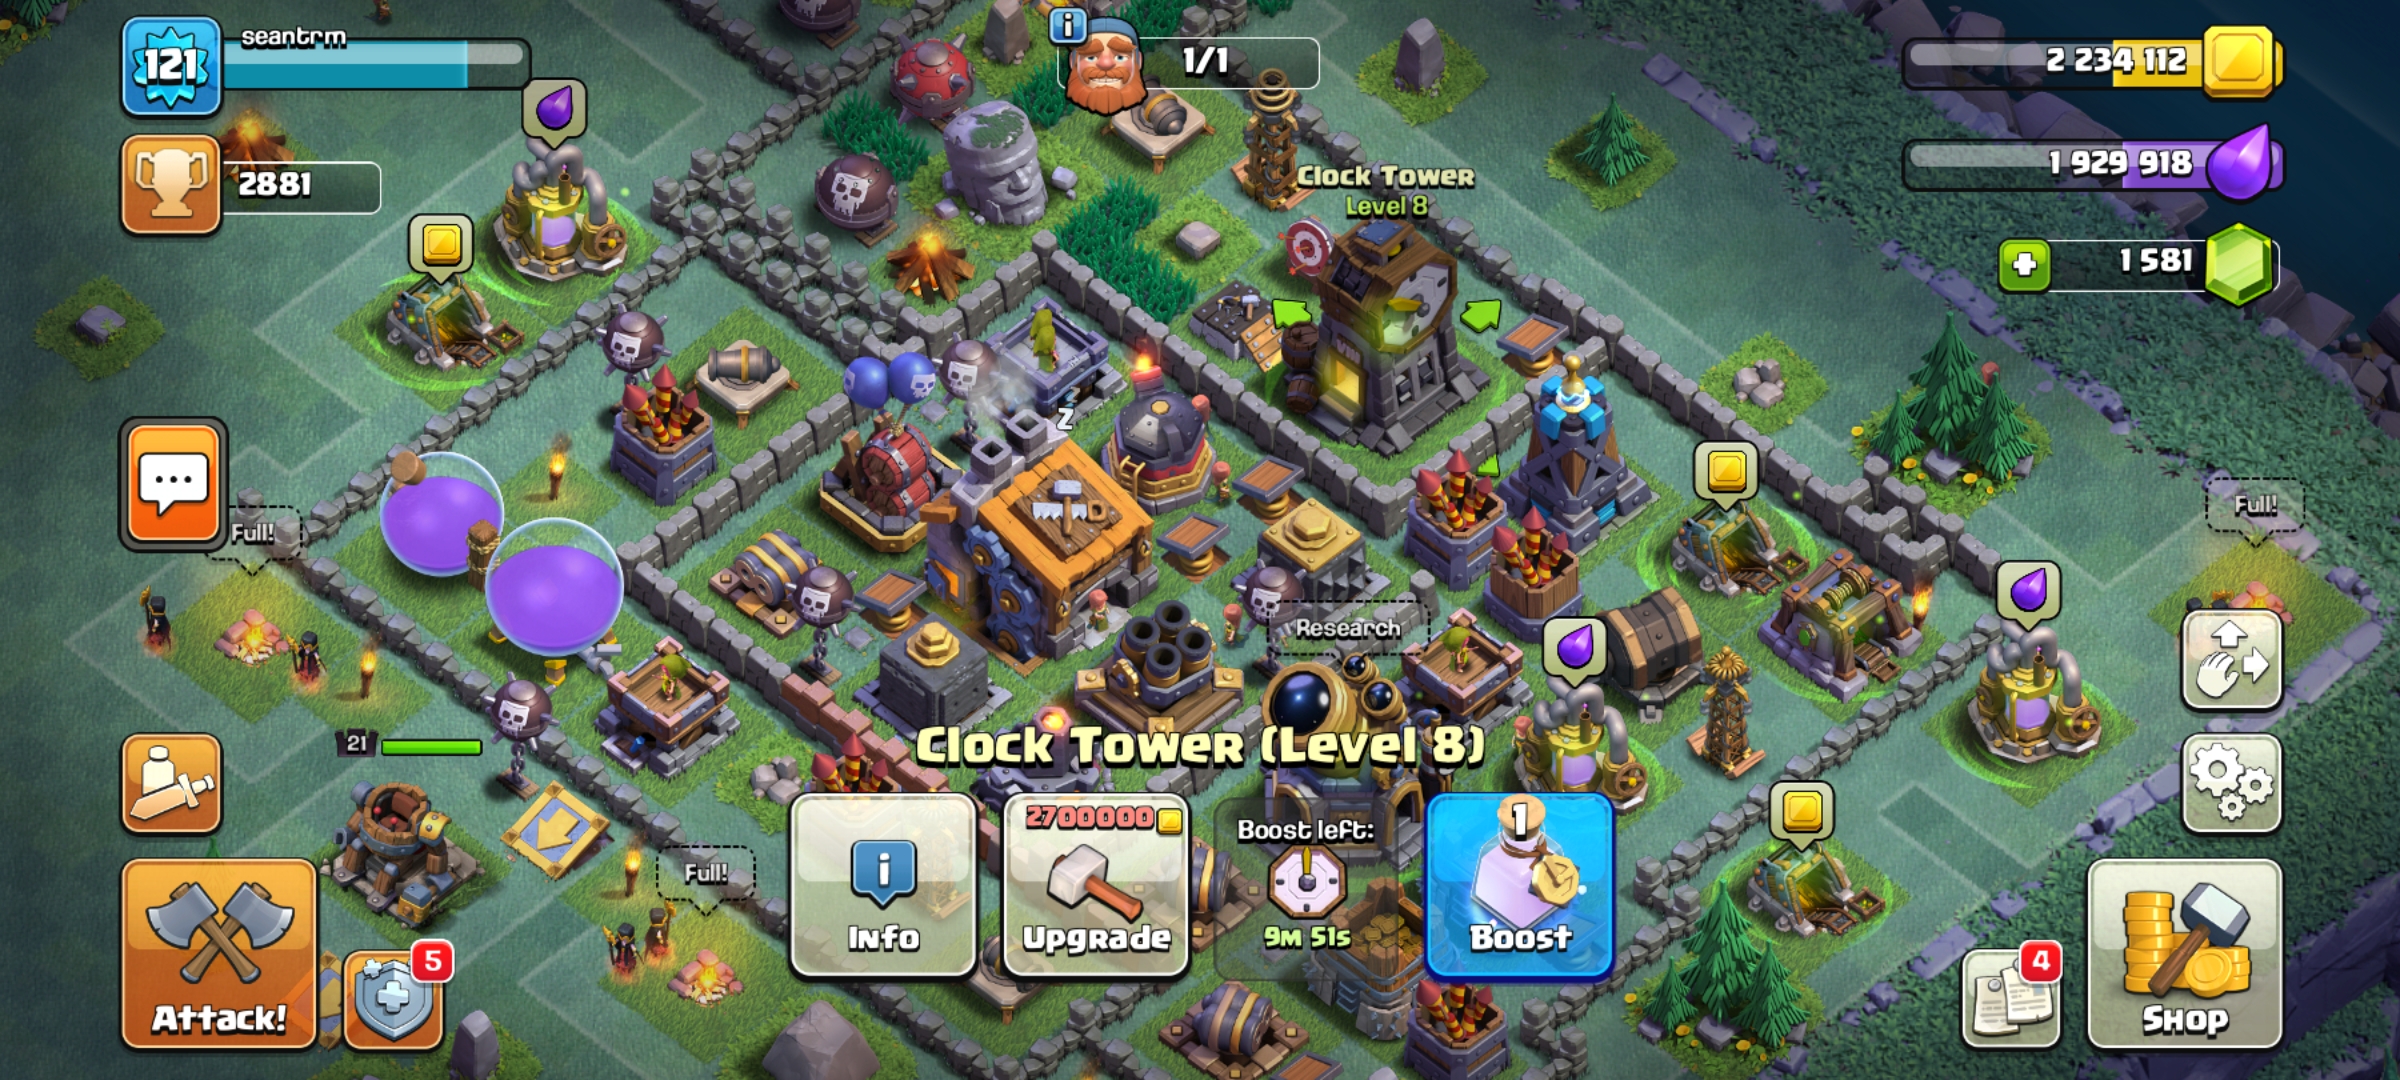 121
seantrm
1/1
2 234 112
2881
1 929 918
Clock Tower
Level 8
1 581
Z
Full!
Full!
Research
21
Clock Tower (Level 8)
2700000
1
Boost left:
Full!
Info
Upgrade
9M 51s
Boost
5
4
Attack!
Shop